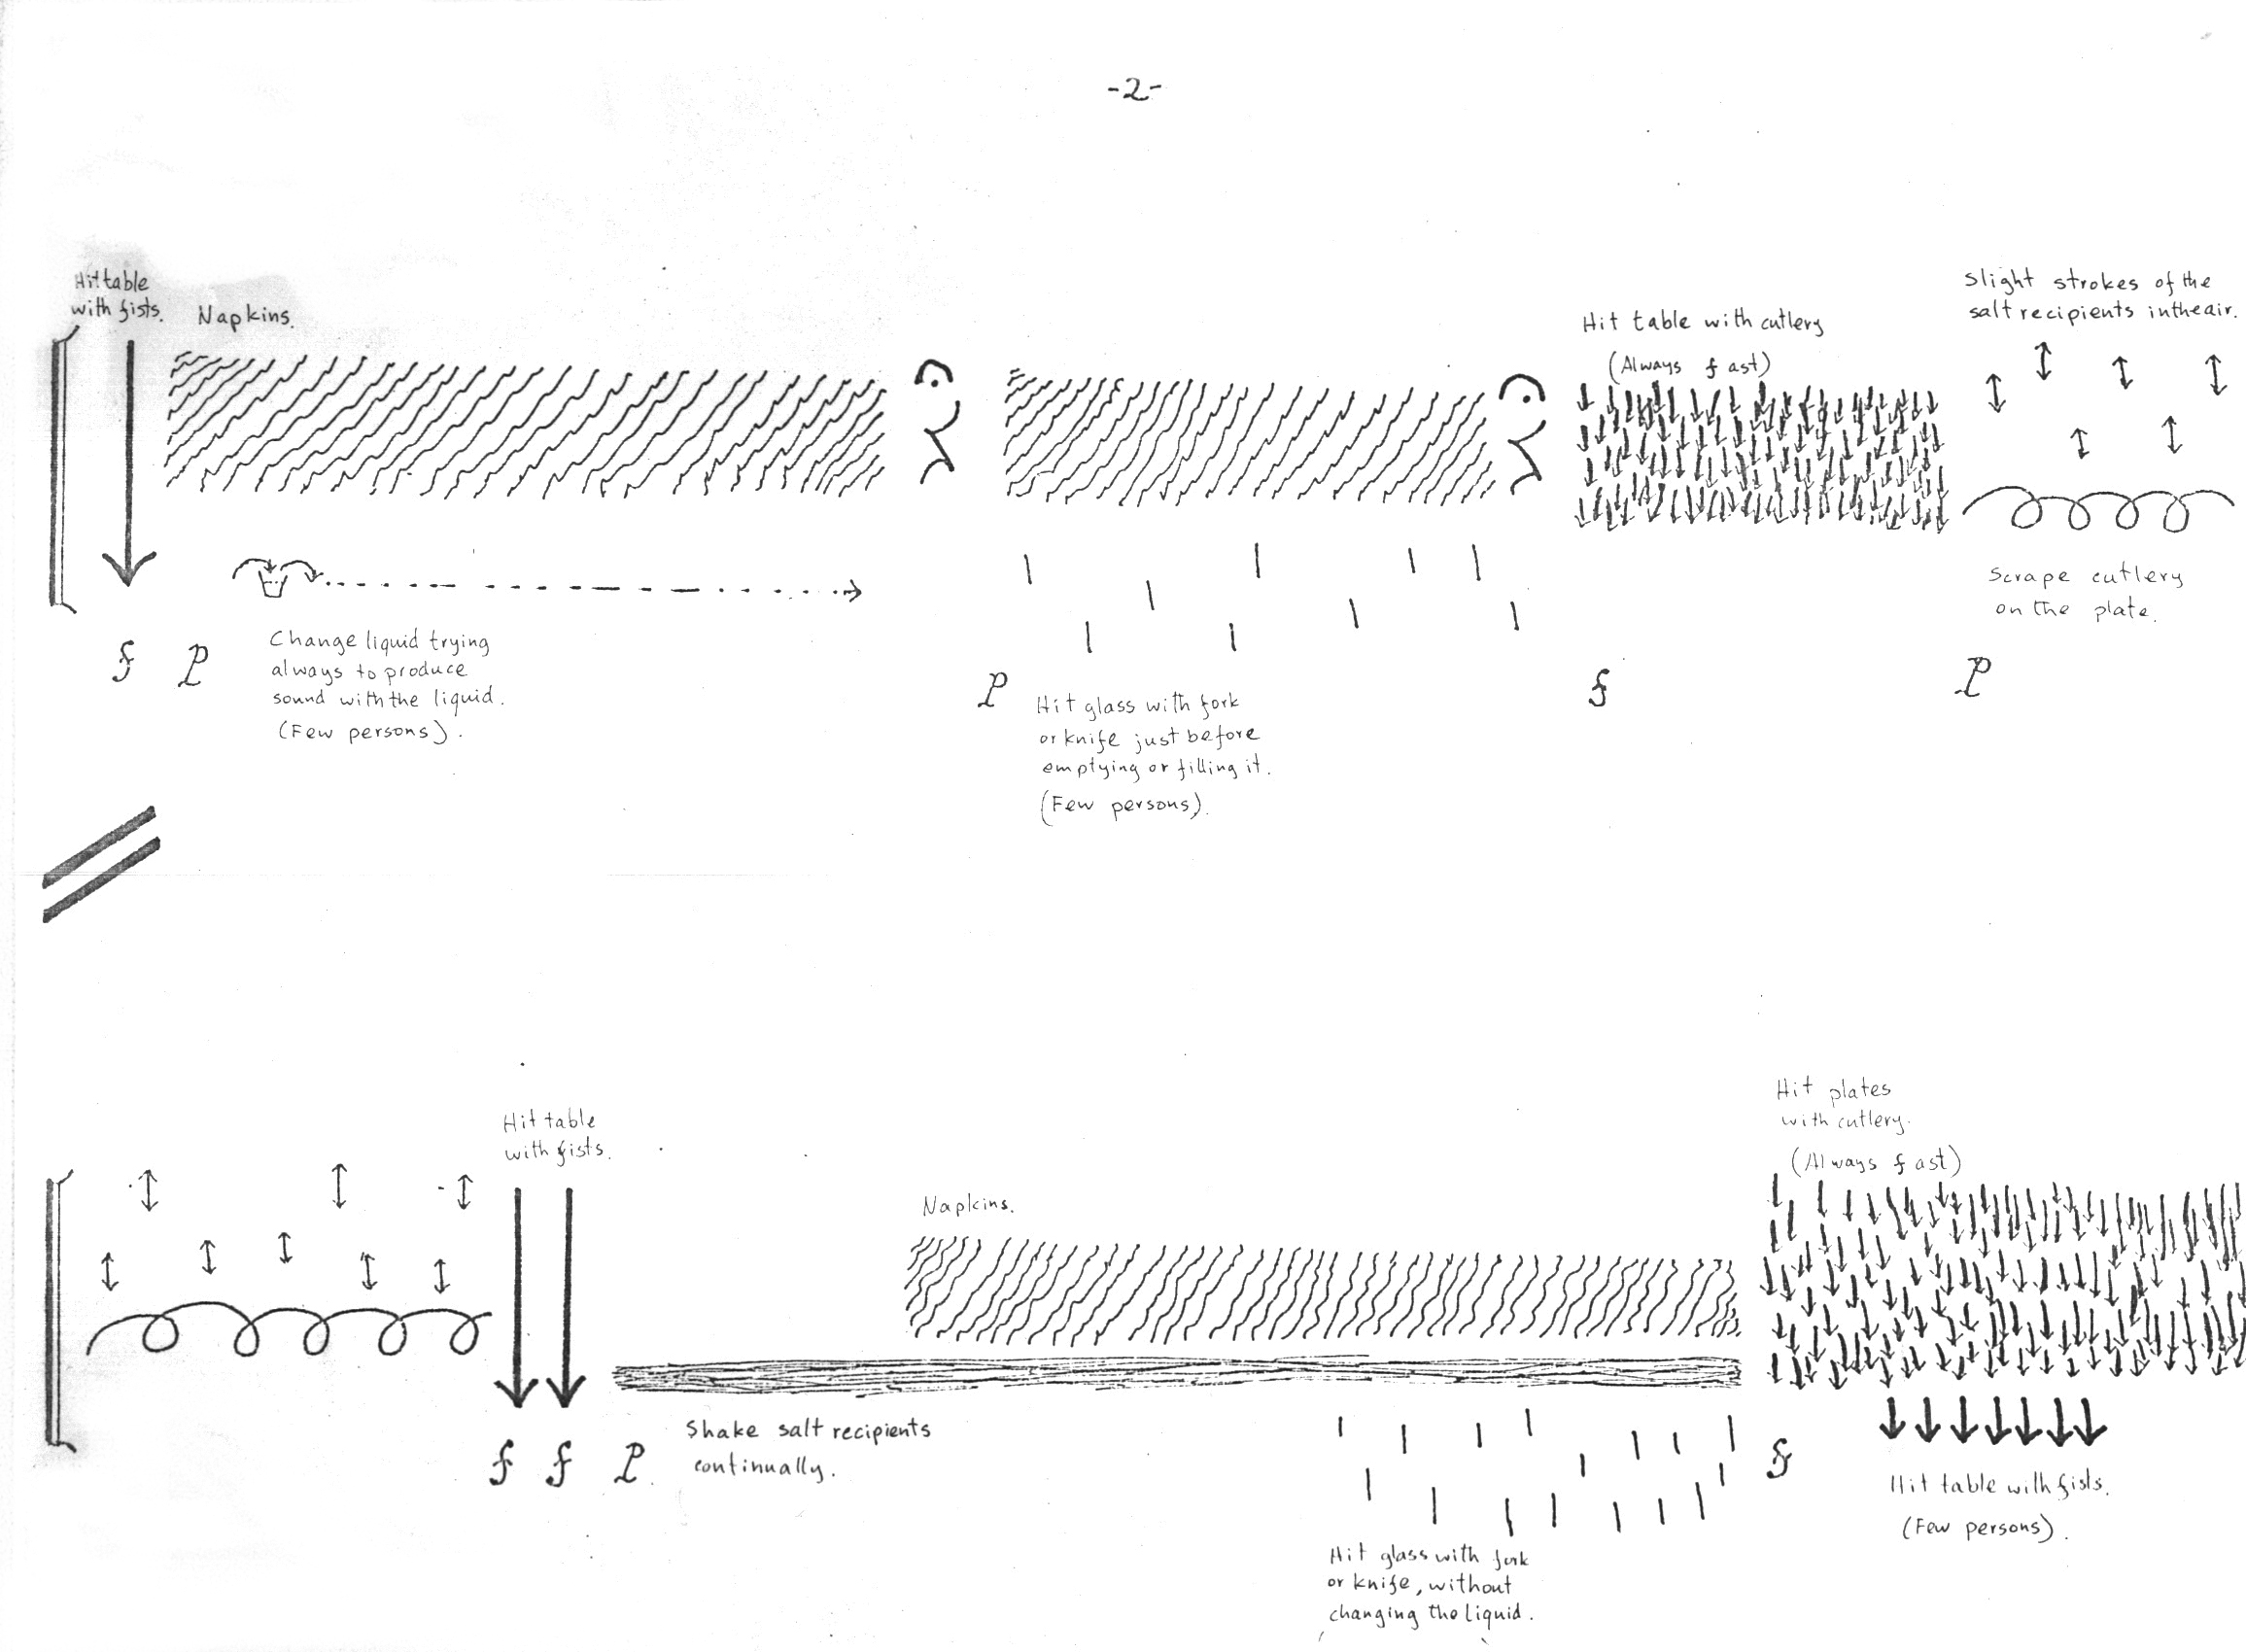 -2-
Hit table
with fists.
Napkins.
Hit table with cutlery
(Always fast)
Slight strokes of the
salt recipients in the air.
Scrape cutlery
on the plate.
f P
Change liquid trying
always to produce
sound with the liquid.
(Few persons).
P
Hit glass with fork
or knife just before
emptying or filling it.
(Few persons).
f
P
Hit table
with fists.
Napkins.
Hit plates
with cutlery.
(Always fast)
f f P.
Shake salt recipients
continually.
Hit glass with fork
or knife, without
changing the liquid.
f
Hit table with fists.
(Few persons).